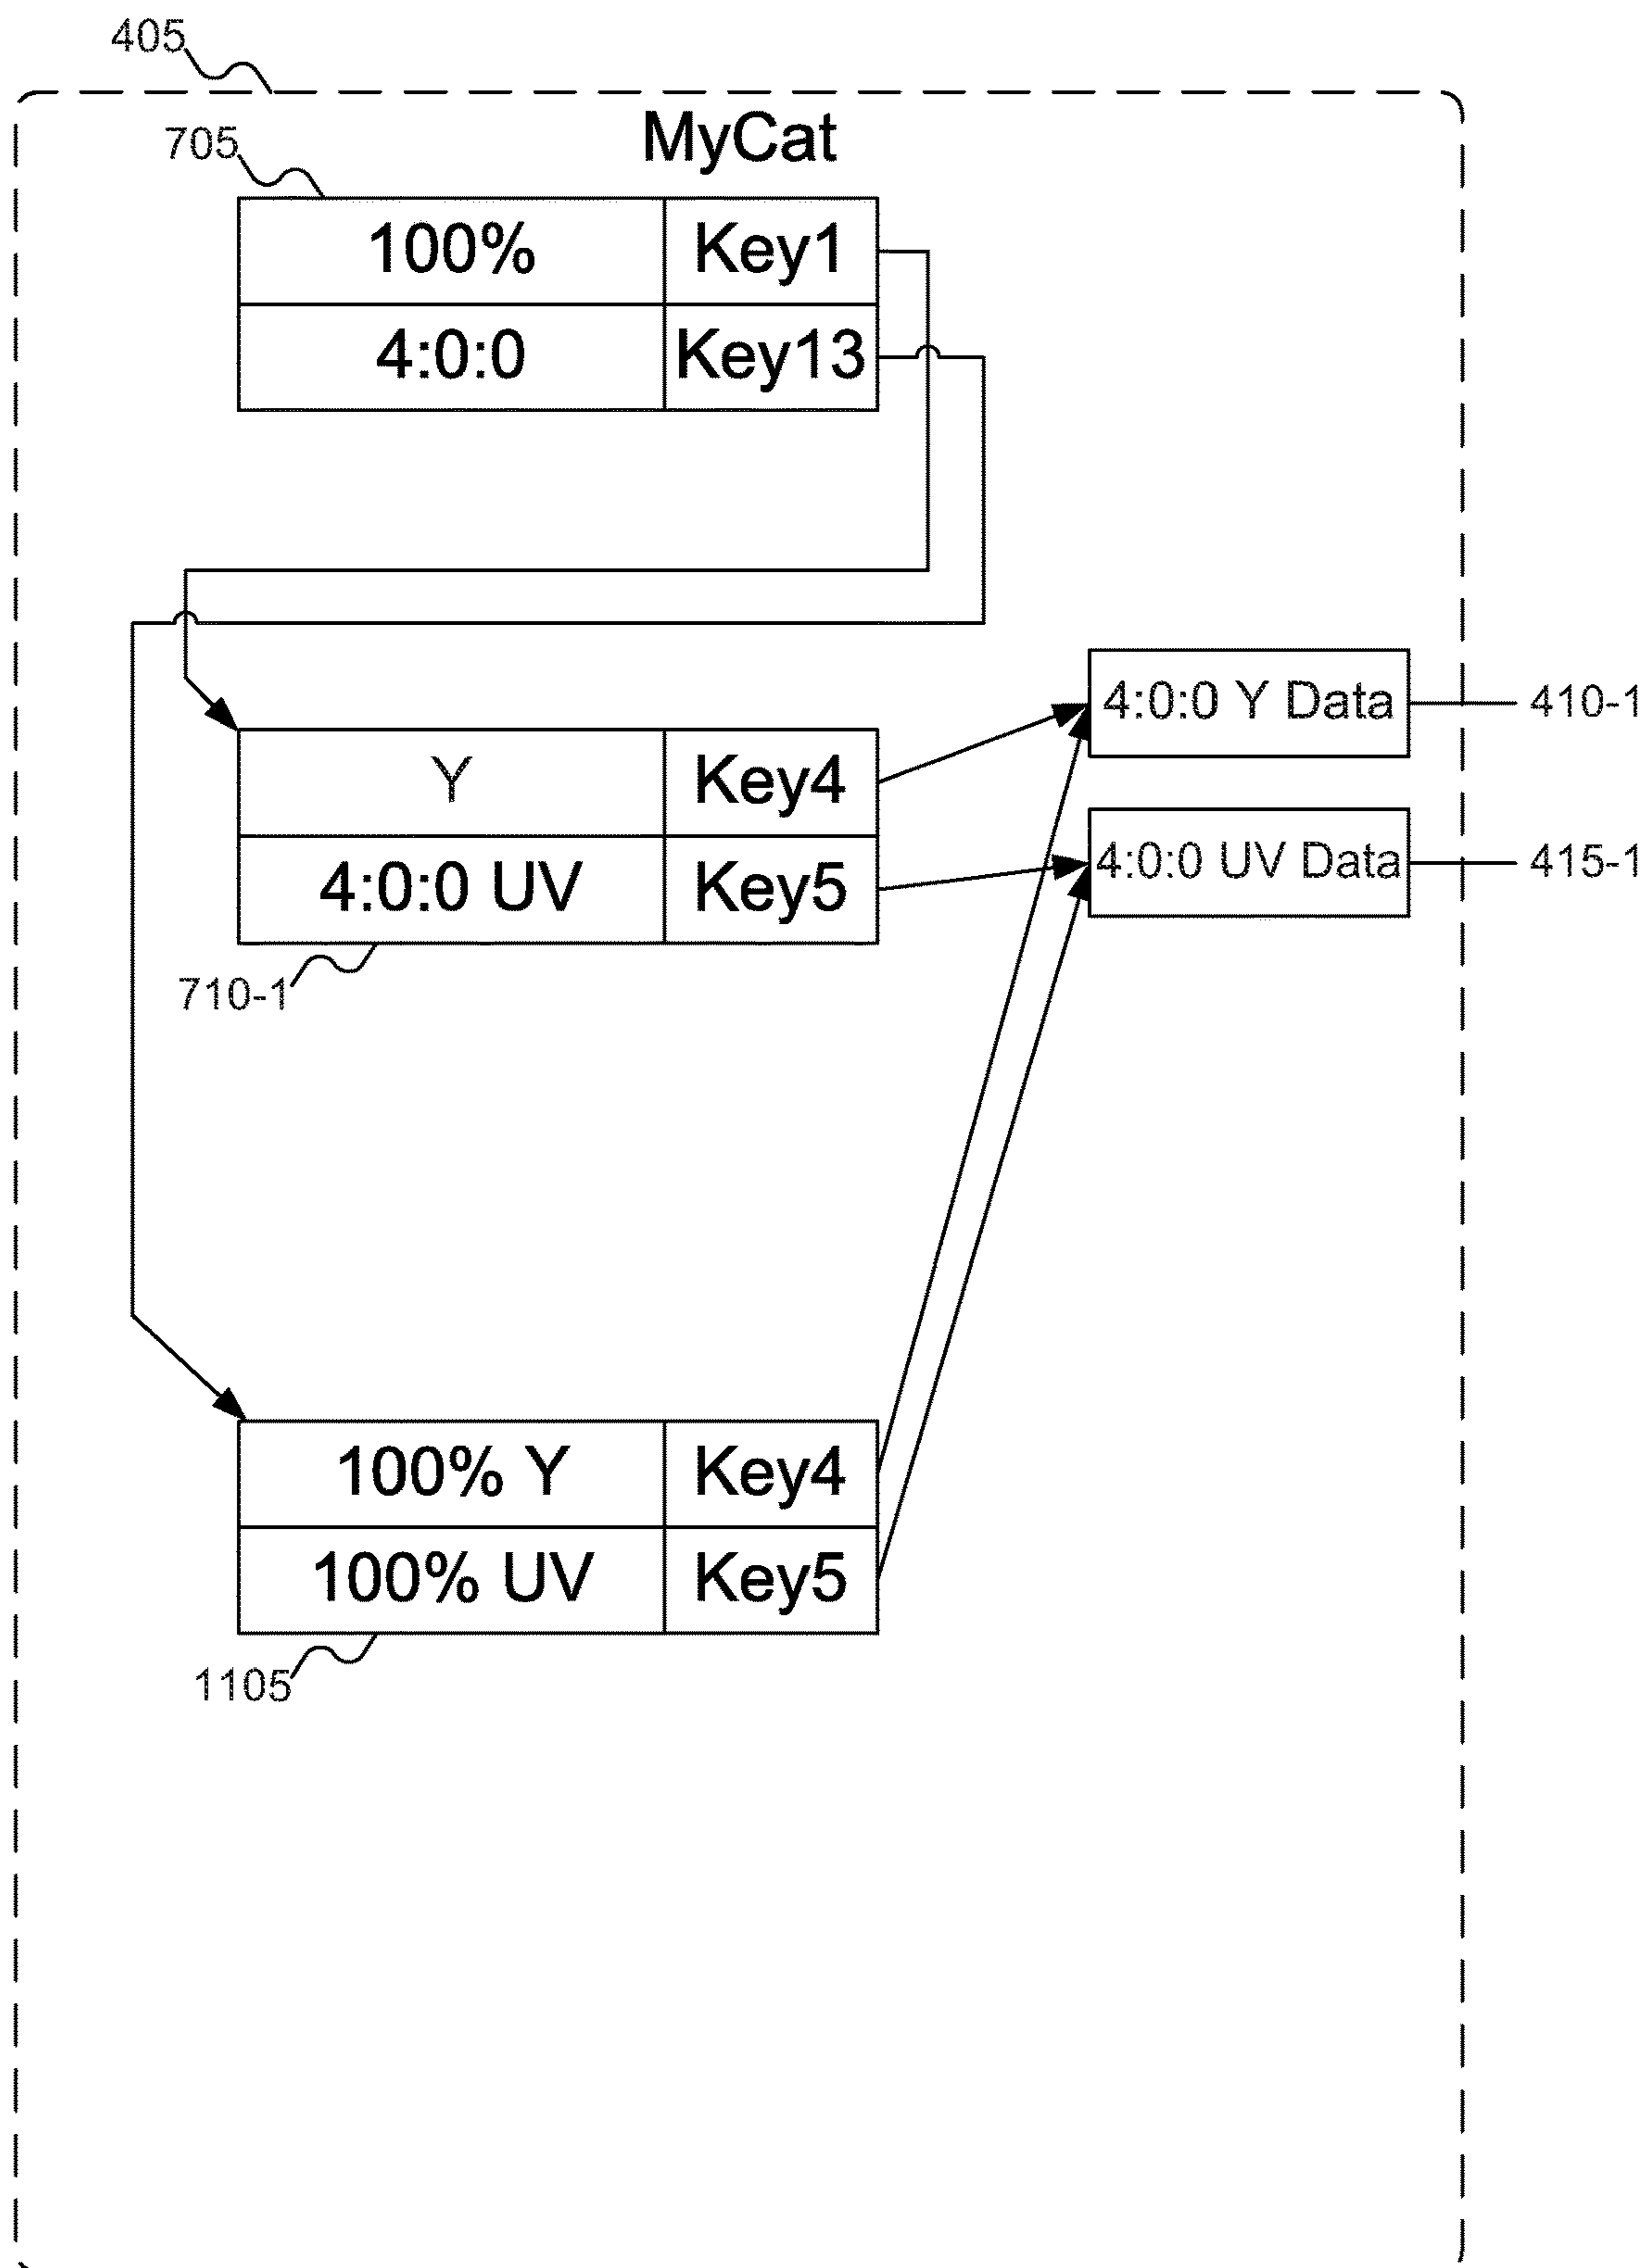 405
MyCat
705
100% Key1
4:0:0 Key13
4:0:0 Y Data 410-1
Y Key4
4:0:0 UV Data 415-1
4:0:0 UV Key5
710-1
100% Y Key4
100% UV Key5
1105